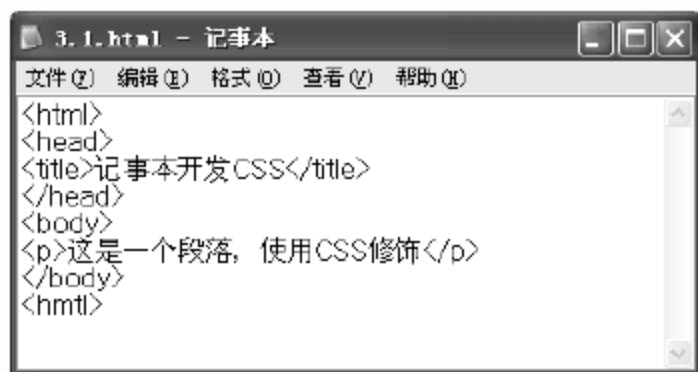 3.1.html - 记事本
文件(F) 编辑(E) 格式(O) 查看(V) 帮助(H)
<html>
<head>
<title>记事本开发CSS</title>
</head>
<body>
<p>这是一个段落，使用CSS修饰</p>
</body>
<hmtl>